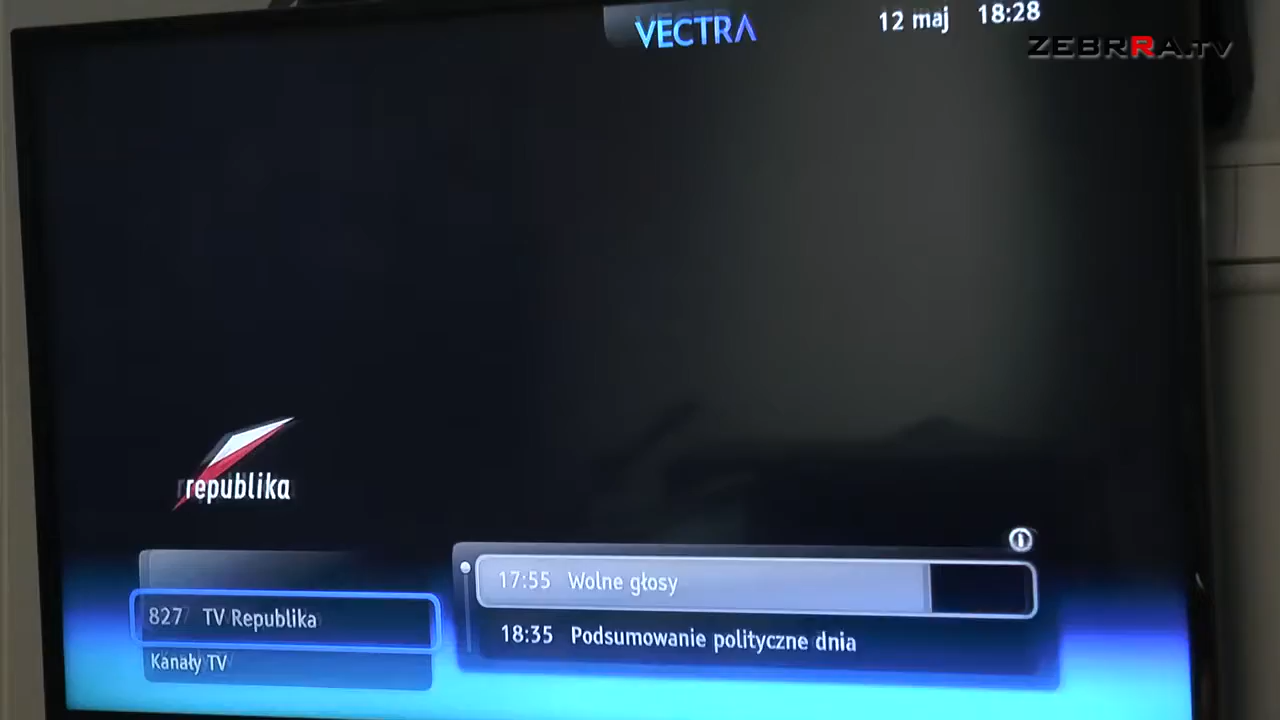 VECTRA
12 maj 18:28
ZEBRRA.TV
republika
827 TV Republika
Kanały TV
17:55 Wolne głosy
18:35 Podsumowanie polityczne dnia